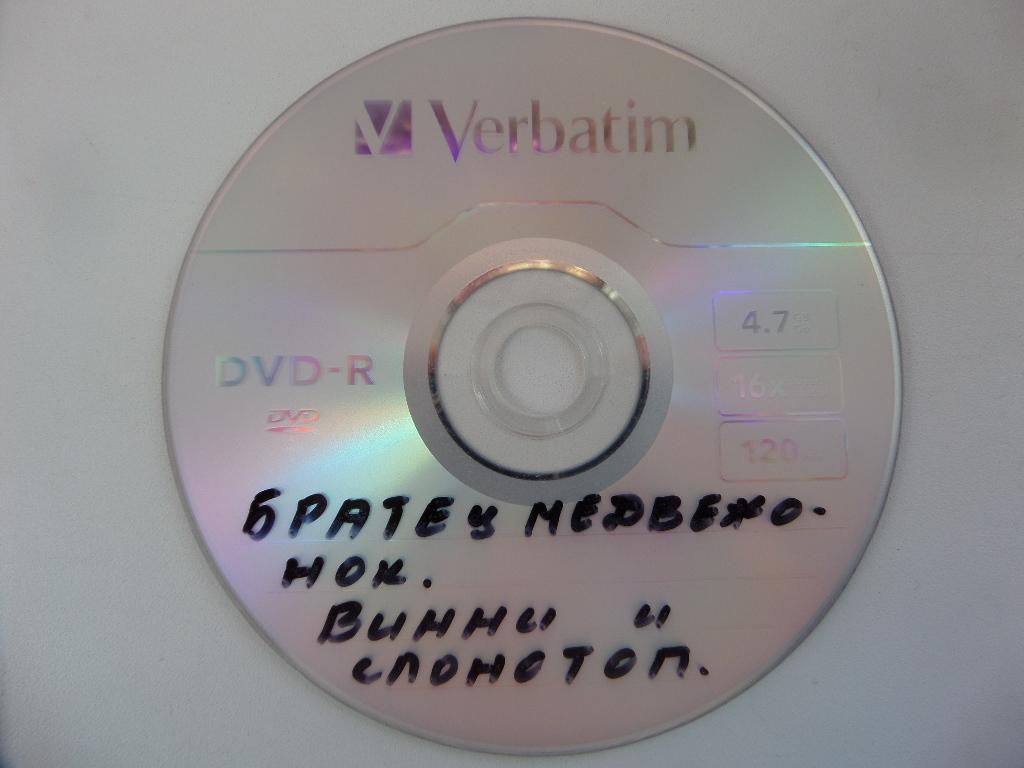 Verbatim
DVD-R
DVD
4.7
16x
120
БРАТЕЦ МЕДВЕЖО-
НОК.
Винни и
слонотоп.